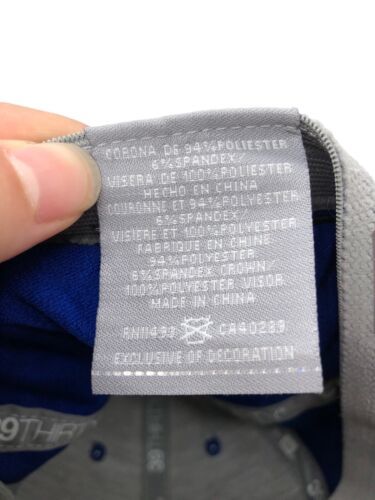 CORONA DE 94%POLIESTER
6%SPANDEX/
VISERA DE 100%POLIESTER
HECHO EN CHINA
COURONNE ET 94%POLYESTER
6%SPANDEX/
VISIERE ET 100%POLYESTER
FABRIQUE EN CHINE
94%POLYESTER
6%SPANDEX CROWN/
100%POLYESTER VISOR
MADE IN CHINA
RN11493 CA40289
EXCLUSIVE OF DECORATION
39THIRTY